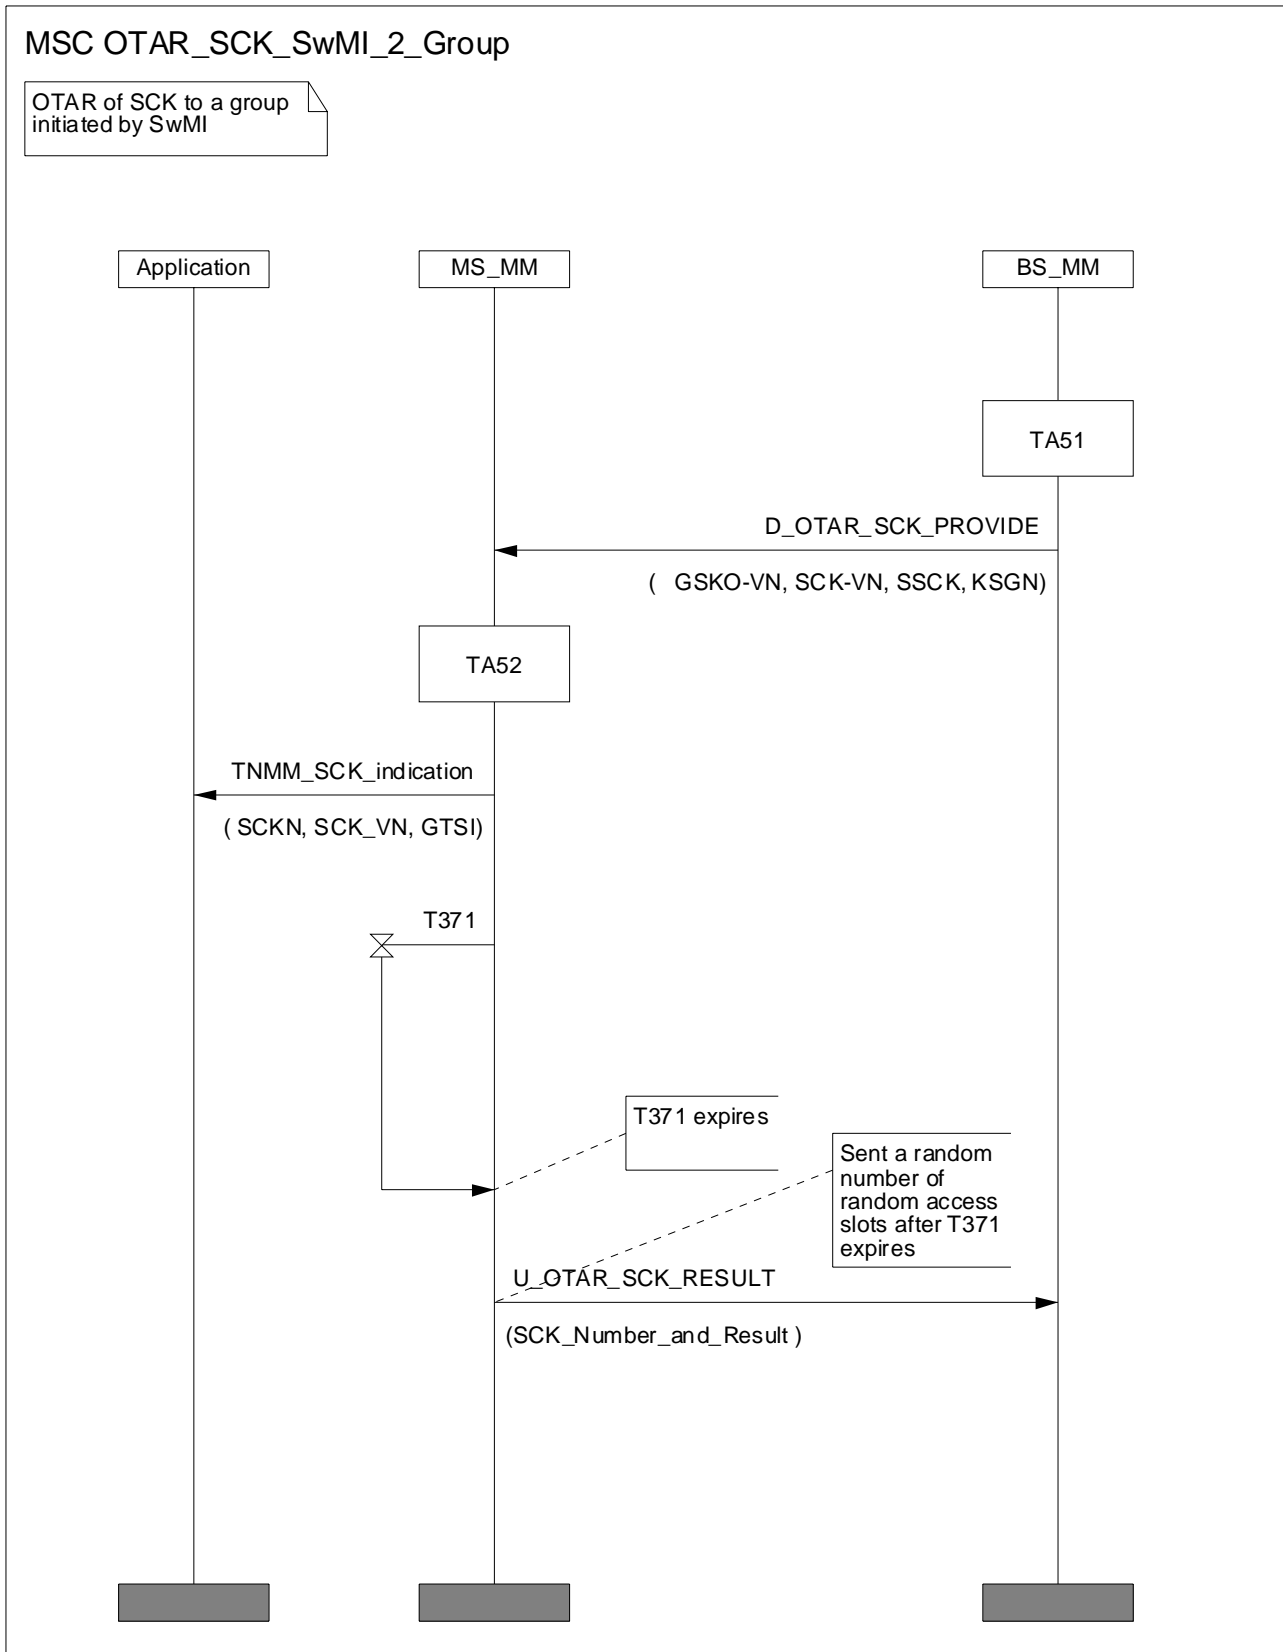 MSC OTAR_SCK_SwMI_2_Group
OTAR of SCK to a group
initiated by SwMI
Application
MS_MM
BS_MM
TA51
D_OTAR_SCK_PROVIDE
( GSKO-VN, SCK-VN, SSCK, KSGN)
TA52
TNMM_SCK_indication
( SCKN, SCK_VN, GTSI)
T371
T371 expires
Sent a random
number of
random access
slots after T371
expires
U_OTAR_SCK_RESULT
(SCK_Number_and_Result )